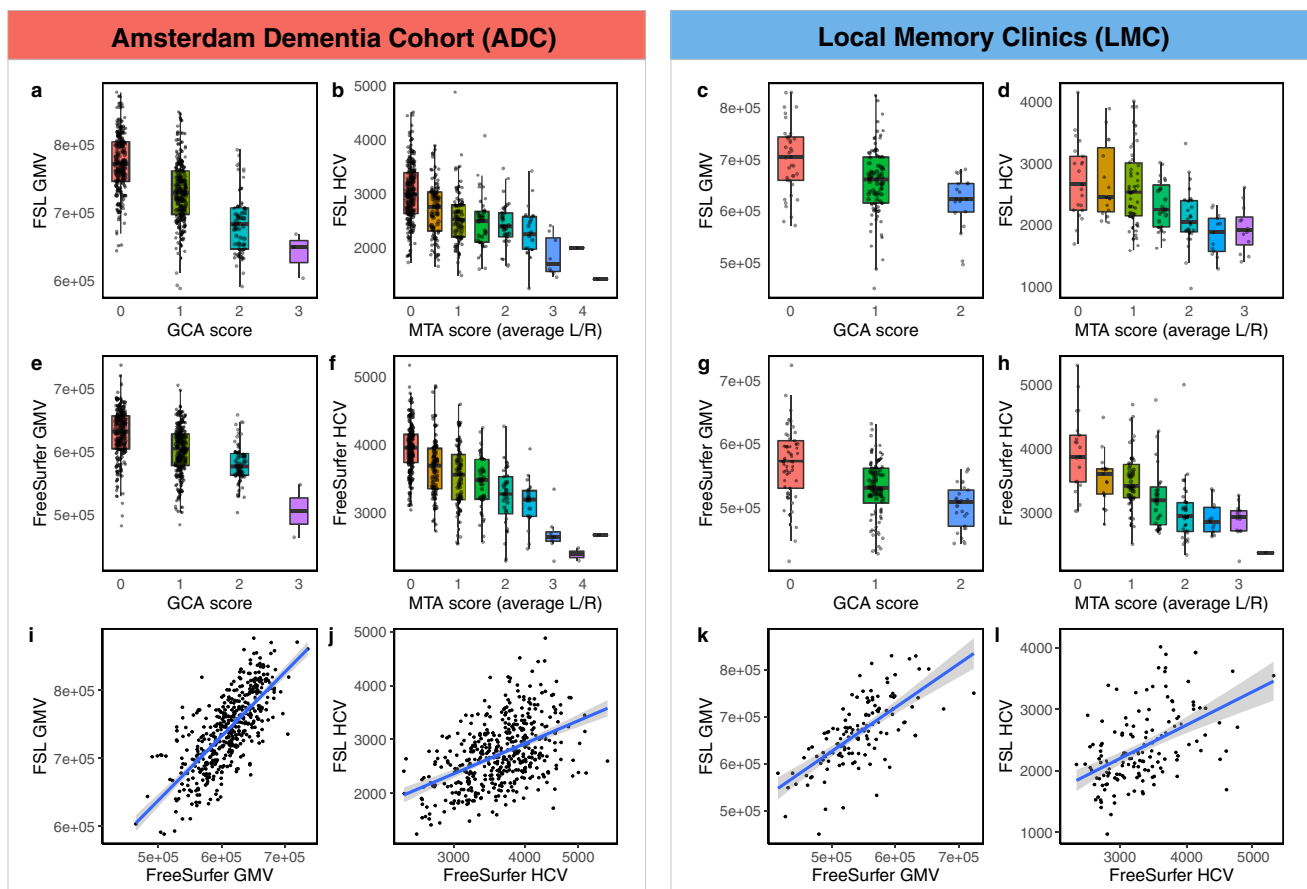 Amsterdam Dementia Cohort (ADC)
Local Memory Clinics (LMC)
a
b
c
d
FSL GMV
8e+05
7e+05
6e+05
0 1 2 3
GCA score
FSL HCV
5000
4000
3000
2000
0 1 2 3 4
MTA score (average L/R)
FSL GMV
8e+05
7e+05
6e+05
5e+05
0 1 2
GCA score
FSL HCV
4000
3000
2000
1000
0 1 2 3
MTA score (average L/R)
e
f
g
h
FreeSurfer GMV
7e+05
6e+05
5e+05
0 1 2 3
GCA score
FreeSurfer HCV
5000
4000
3000
0 1 2 3 4
MTA score (average L/R)
FreeSurfer GMV
7e+05
6e+05
5e+05
0 1 2
GCA score
FreeSurfer HCV
5000
4000
3000
0 1 2 3
MTA score (average L/R)
i
j
k
l
FSL GMV
8e+05
7e+05
6e+05
5e+05 6e+05 7e+05
FreeSurfer GMV
FSL HCV
5000
4000
3000
2000
3000 4000 5000
FreeSurfer HCV
FSL GMV
8e+05
7e+05
6e+05
5e+05
5e+05 6e+05 7e+05
FreeSurfer GMV
FSL HCV
4000
3000
2000
1000
3000 4000 5000
FreeSurfer HCV